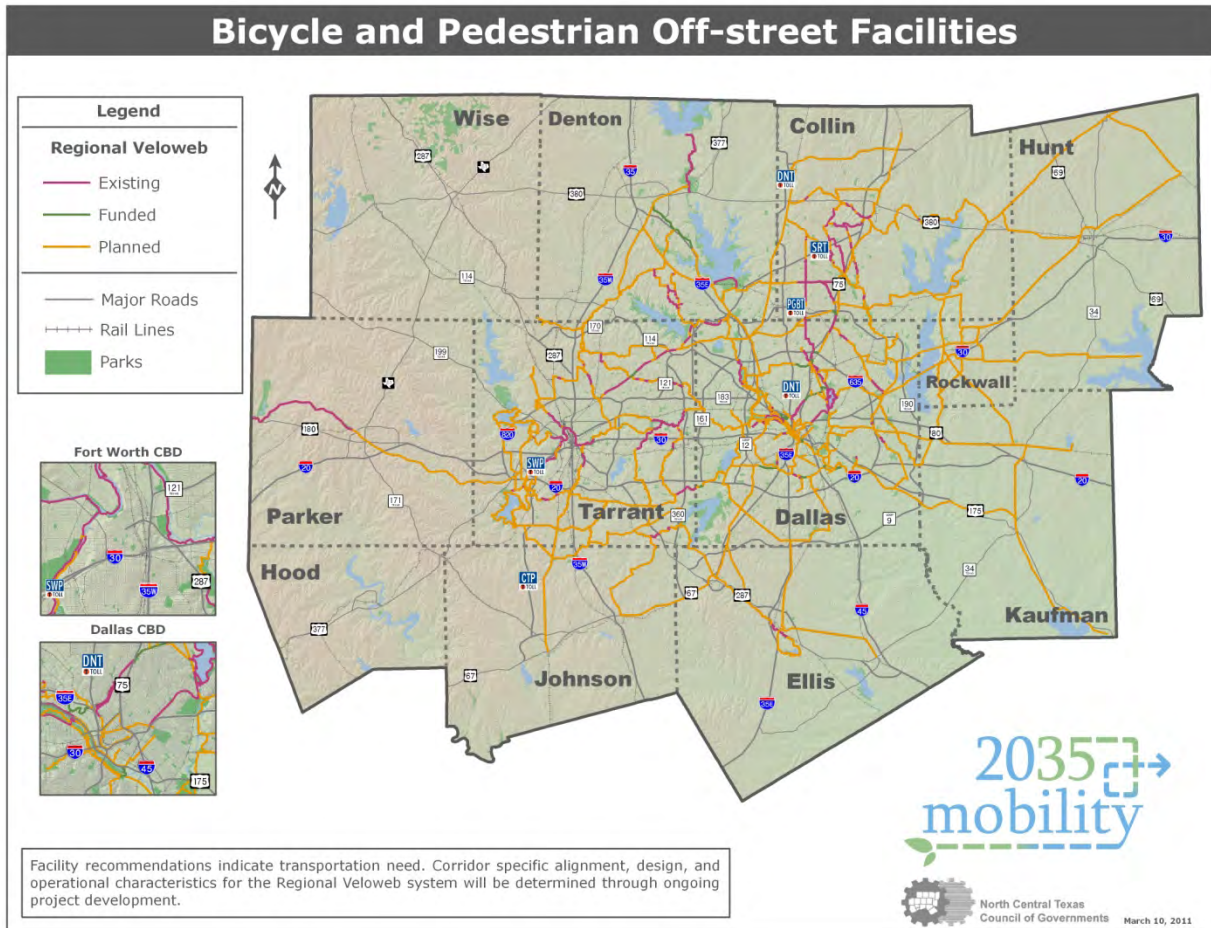 Bicycle and Pedestrian Off-street Facilities
Legend
Regional Veloweb
Existing
Funded
Planned
Major Roads
Rail Lines
Parks
N
Wise
Denton
Collin
Hunt
287
377
35
380
DNT
TOLL
69
380
30
SRT
TOLL
114
35W
35E
75
PGBT
TOLL
69
34
170
114
199
287
30
Rockwall
121
183
DNT
TOLL
635
190
180
820
161
12
80
30
20
SWP
TOLL
20
35E
20
20
171
360
9
175
Parker
Tarrant
Dallas
Hood
CTP
TOLL
35W
67
287
34
45
Kaufman
377
67
Johnson
Ellis
35E
Fort Worth CBD
121
30
SWP
TOLL
35W
287
Dallas CBD
DNT
TOLL
75
35E
30
45
175
2035
mobility
Facility recommendations indicate transportation need. Corridor specific alignment, design, and
operational characteristics for the Regional Veloweb system will be determined through ongoing
project development.
North Central Texas
Council of Governments
March 10, 2011